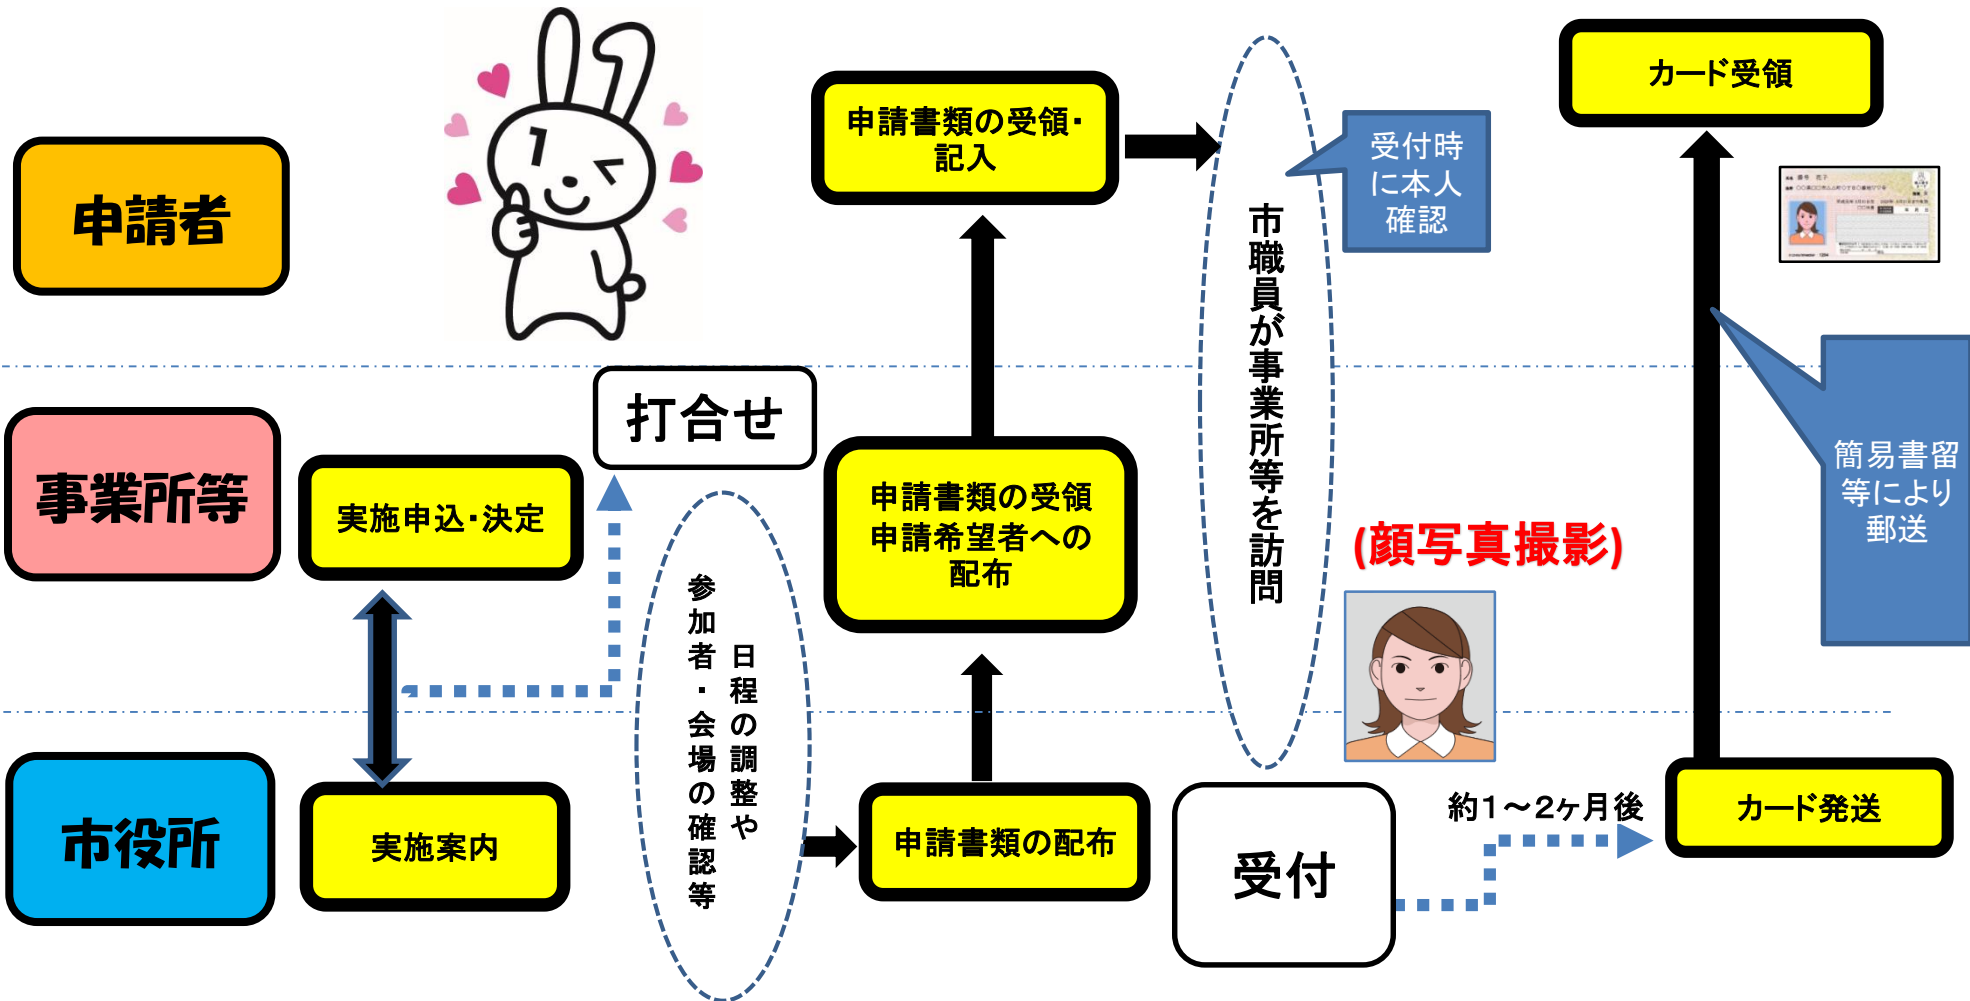 申請者
申請書類の受領・
記入
カード受領
受付時
に本人
確認
市職員が事業所等を訪問
事業所等
打合せ
実施申込・決定
申請書類の受領
申請希望者への
配布
(顔写真撮影)
簡易書留
等により
郵送
日程の調整や
参加者・会場の確認等
市役所
実施案内
申請書類の配布
受付
約1~2ヶ月後
カード発送